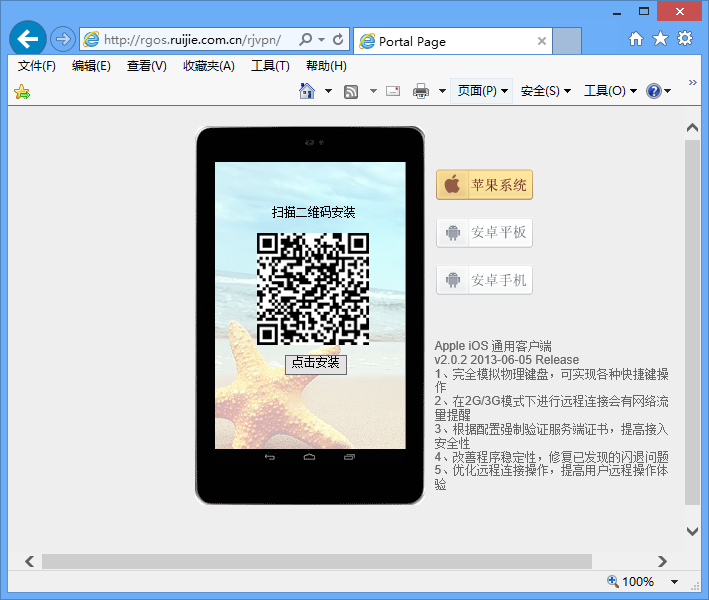 http://rgos.ruijie.com.cn/rjvpn/
Portal Page
文件(F) 编辑(E) 查看(V) 收藏夹(A) 工具(T) 帮助(H)
页面(P) 安全(S) 工具(O)
扫描二维码安装
点击安装
苹果系统
安卓平板
安卓手机
Apple iOS 通用客户端
v2.0.2 2013-06-05 Release
1、完全模拟物理键盘，可实现各种快捷键操
作
2、在2G/3G模式下进行远程连接会有网络流
量提醒
3、根据配置强制验证服务端证书，提高接入
安全性
4、改善程序稳定性，修复已发现的闪退问题
5、优化远程连接操作，提高用户远程操作体
验
100%